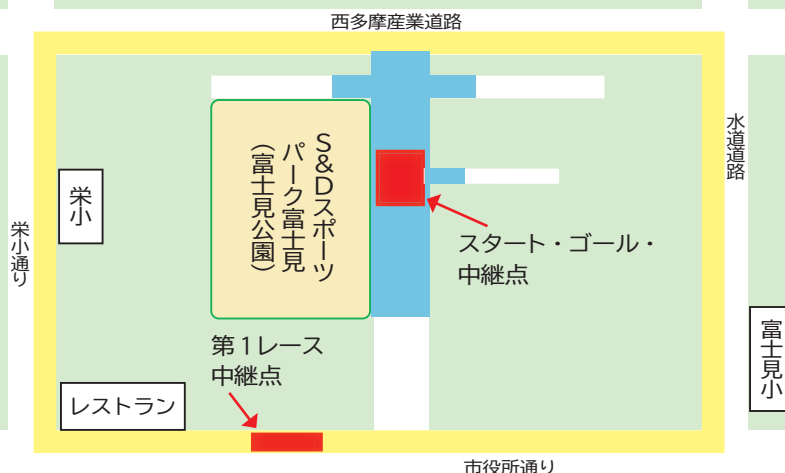 西多摩産業道路
水道道路
栄小
栄小通り
S&Dスポーツ
パーク富士見
（富士見公園）
スタート・ゴール・
中継点
第1レース
中継点
レストラン
富士見小
市役所通り